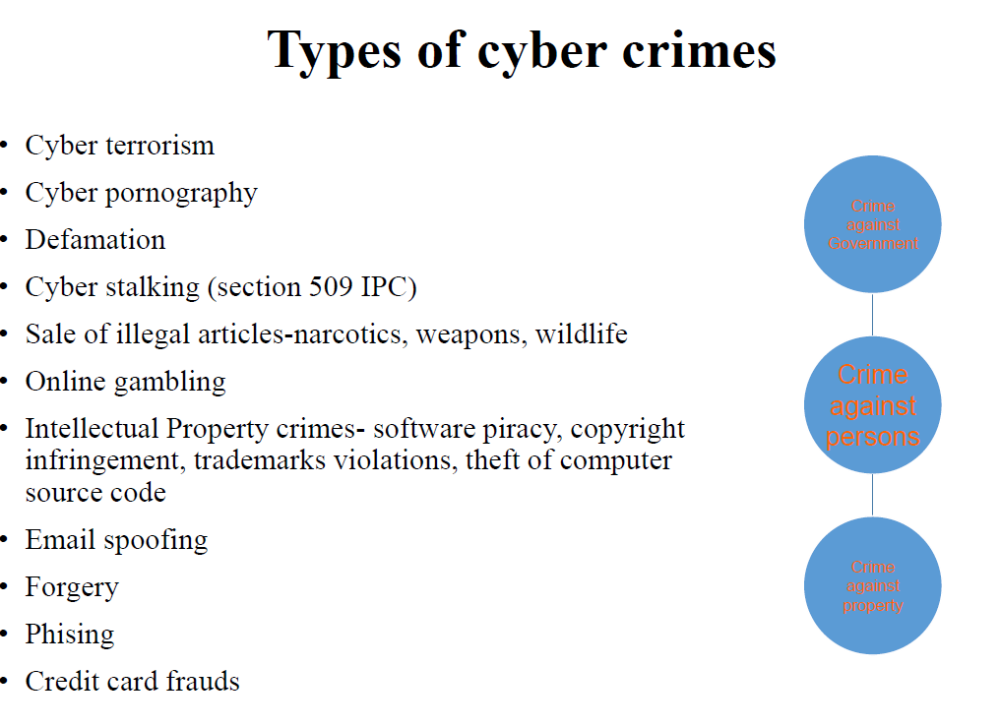 Types of cyber crimes
• Cyber terrorism
• Cyber pornography
• Defamation
• Cyber stalking (section 509 IPC)
• Sale of illegal articles-narcotics, weapons, wildlife
• Online gambling
• Intellectual Property crimes- software piracy, copyright
infringement, trademarks violations, theft of computer
source code
• Email spoofing
• Forgery
• Phising
• Credit card frauds
Crime
against
Government
Crime
against
persons
Crime
against
property